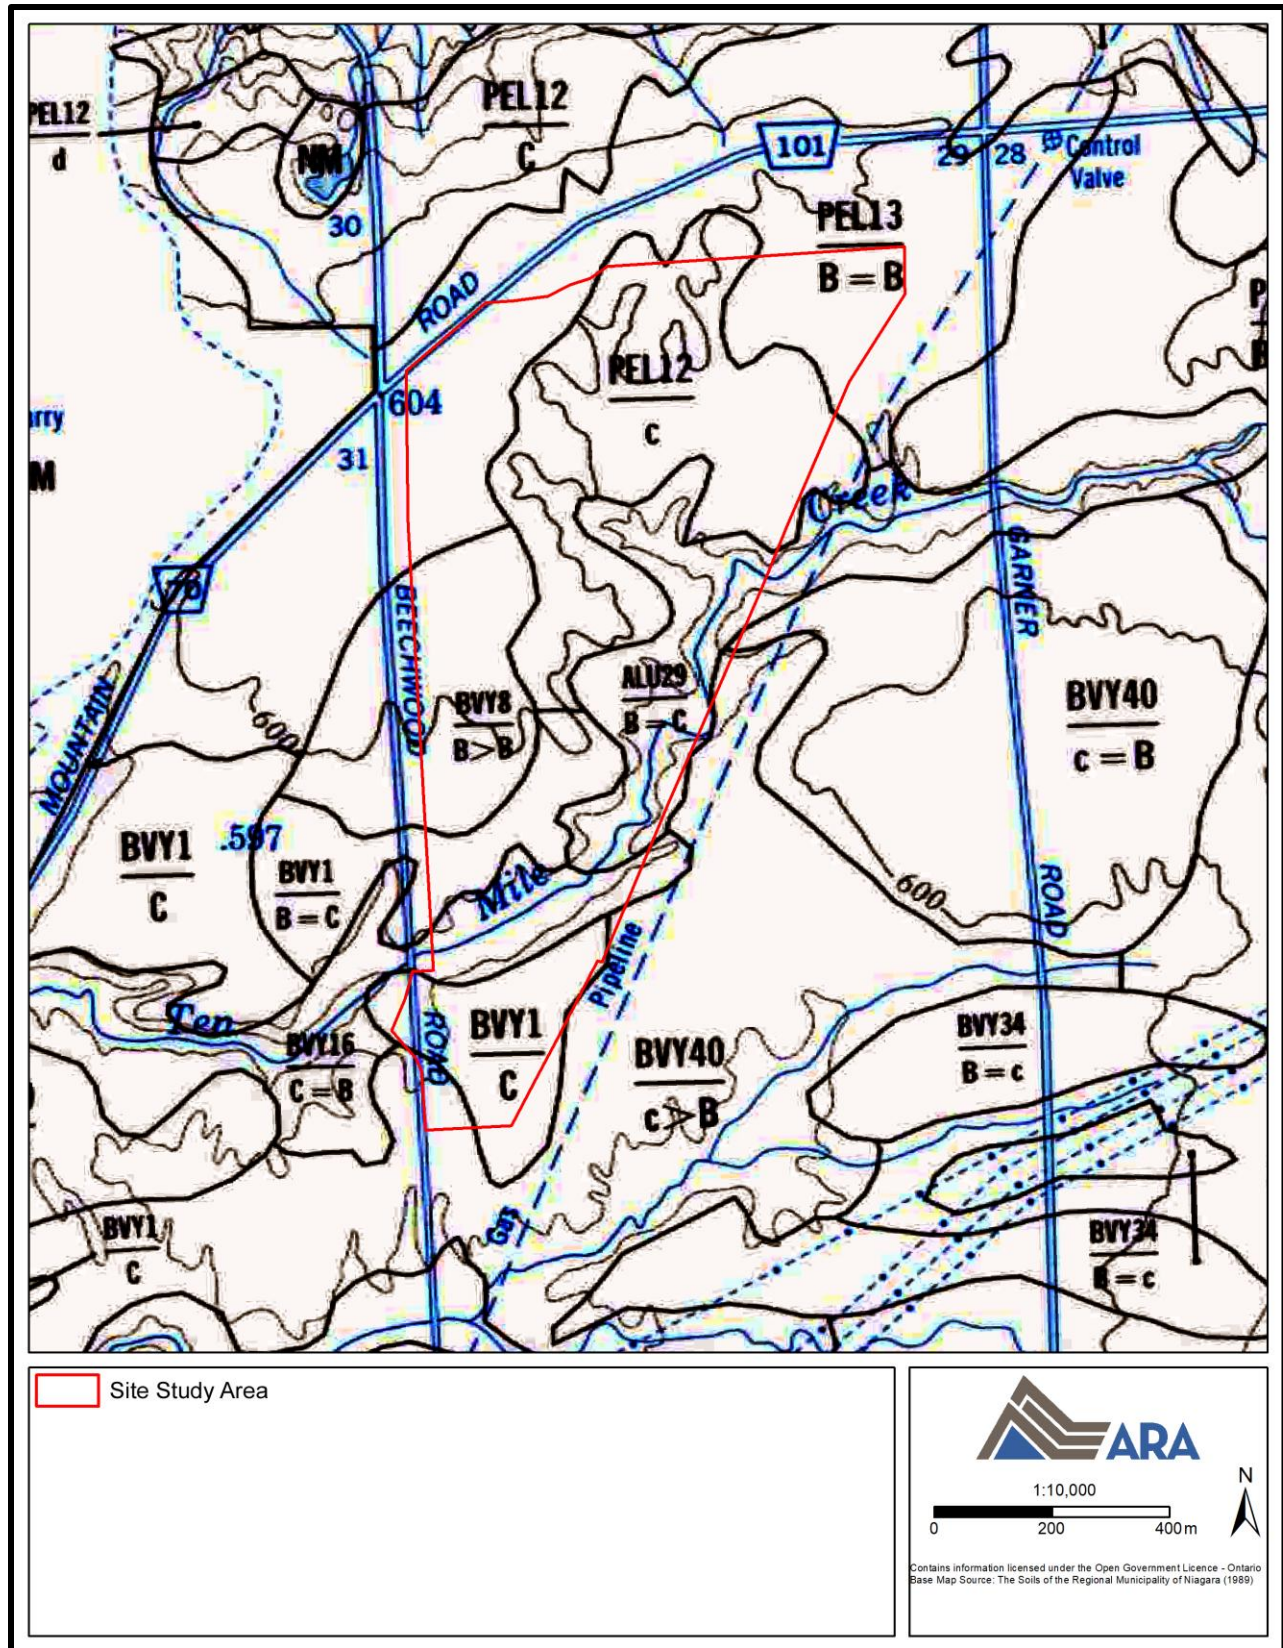 PEL12
d
PEL12
C
NM
30
101
29
28
Control
Valve
PEL13
B = B
ROAD
PEL12
c
604
31
M
Creek
GARNER
76
BEECHWOOD
MOUNTAIN
600
BVY8
B > B
ALU29
B = C
BVY40
c = B
BVY1
C
.597
BVY1
B = C
Mile
600
ROAD
Pipeline
Ten
BVY16
C = B
ROAD
BVY1
C
BVY40
c > B
BVY34
B = c
Gas
BVY1
C
BVY34
B = c
Site Study Area
ARA
1:10,000
N
0 200 400 m
Contains information licensed under the Open Government Licence - Ontario
Base Map Source: The Soils of the Regional Municipality of Niagara (1989)